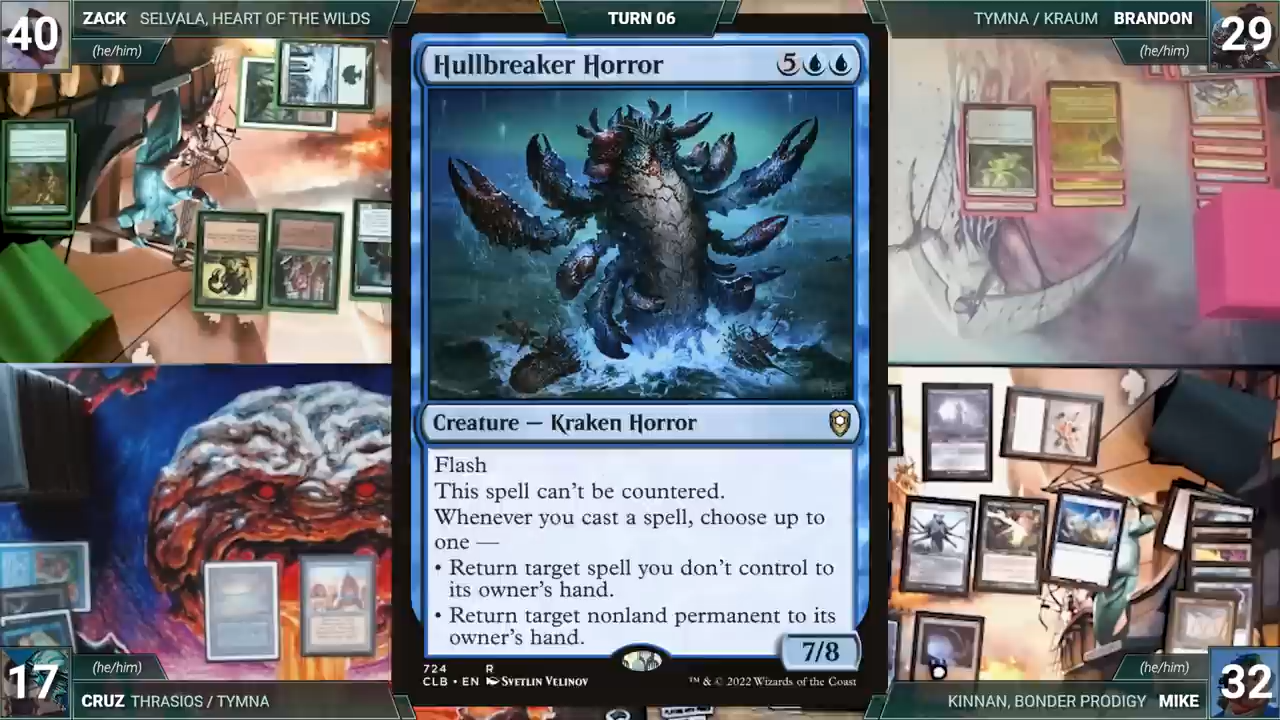 40
ZACK SELVALA, HEART OF THE WILDS
(he/him)
TURN 06
TYMNA / KRAUM BRANDON
(he/him)
29
Hullbreaker Horror 5
Creature — Kraken Horror
Flash
This spell can't be countered.
Whenever you cast a spell, choose up to
one —
• Return target spell you don't control to
its owner's hand.
• Return target nonland permanent to its
owner's hand.
7/8
724 R
CLB • EN SVETLIN VELINOV
™ & © 2022 Wizards of the Coast
17
(he/him)
CRUZ THRASIOS / TYMNA
(he/him)
KINNAN, BONDER PRODIGY MIKE
32